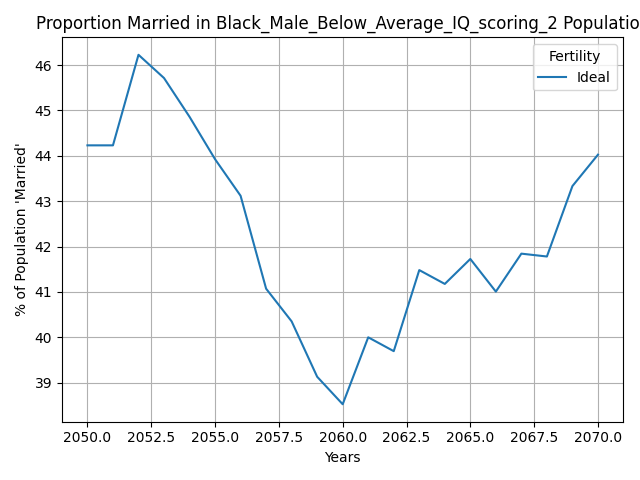 Proportion Married in Black_Male_Below_Average_IQ_scoring_2 Populatio
Fertility
Ideal
% of Population 'Married'
46
45
44
43
42
41
40
39
2050.0 2052.5 2055.0 2057.5 2060.0 2062.5 2065.0 2067.5 2070.0
Years